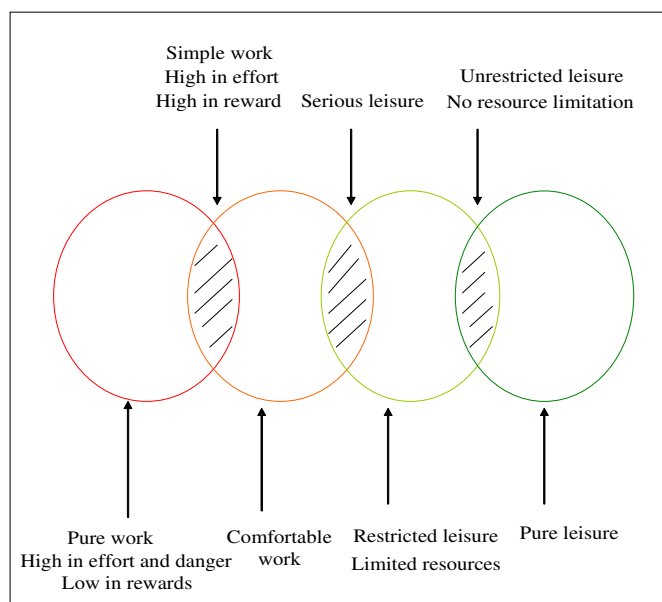 Simple work
High in effort
High in reward
Serious leisure
Unrestricted leisure
No resource limitation
Pure work
High in effort and danger
Low in rewards
Comfortable
work
Restricted leisure
Limited resources
Pure leisure